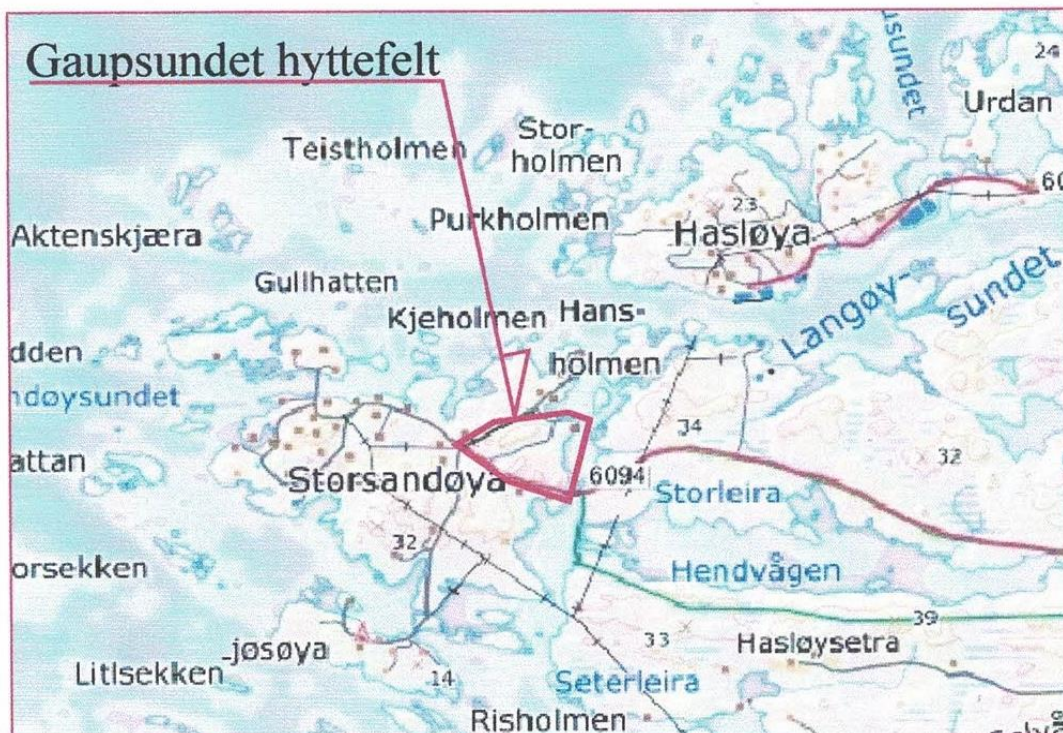 Gaupsundet hyttefelt
sundet
24
Urdan
Stor-
holmen
Teistholmen
60
Purkholmen
23
Hasløya
Aktenskjæra
Gullhatten
Langøy-
sundet
Kjeholmen
Hans-
holmen
dden
ndøysundet
34
32
attan
Storsandøya
6094
Storleira
32
orsekken
Hendvågen
39
33
Hasløysetra
-jøsøya
Litlsekken
14
Seterleira
Risholmen